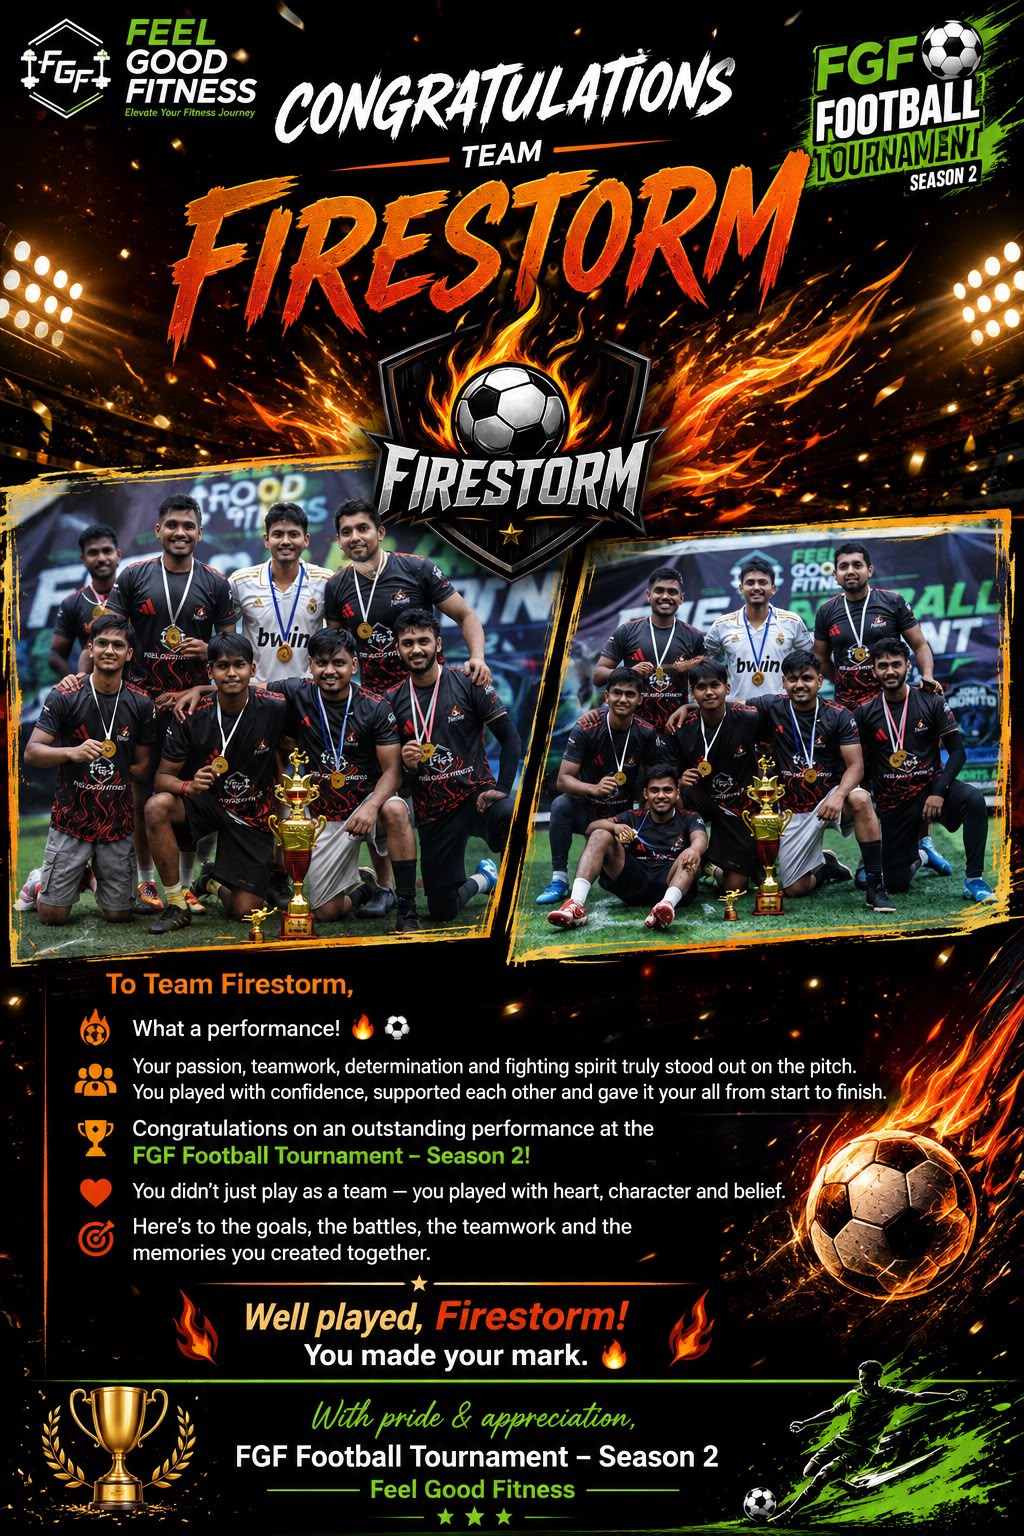 FGF
FEEL
GOOD
FITNESS
Elevate Your Fitness Journey
CONGRATULATIONS
TEAM
FIRESTORM
FGF
FOOTBALL
TOURNAMENT
SEASON 2
FIRESTORM
bwin
FEEL
GOOD
bwin
To Team Firestorm,
What a performance! 🔥 ⚽
Your passion, teamwork, determination and fighting spirit truly stood out on the pitch.
You played with confidence, supported each other and gave it your all from start to finish.
Congratulations on an outstanding performance at the
FGF Football Tournament – Season 2!
You didn't just play as a team — you played with heart, character and belief.
Here's to the goals, the battles, the teamwork and the
memories you created together.
Well played, Firestorm!
You made your mark. 🔥
With pride & appreciation,
FGF Football Tournament – Season 2
Feel Good Fitness